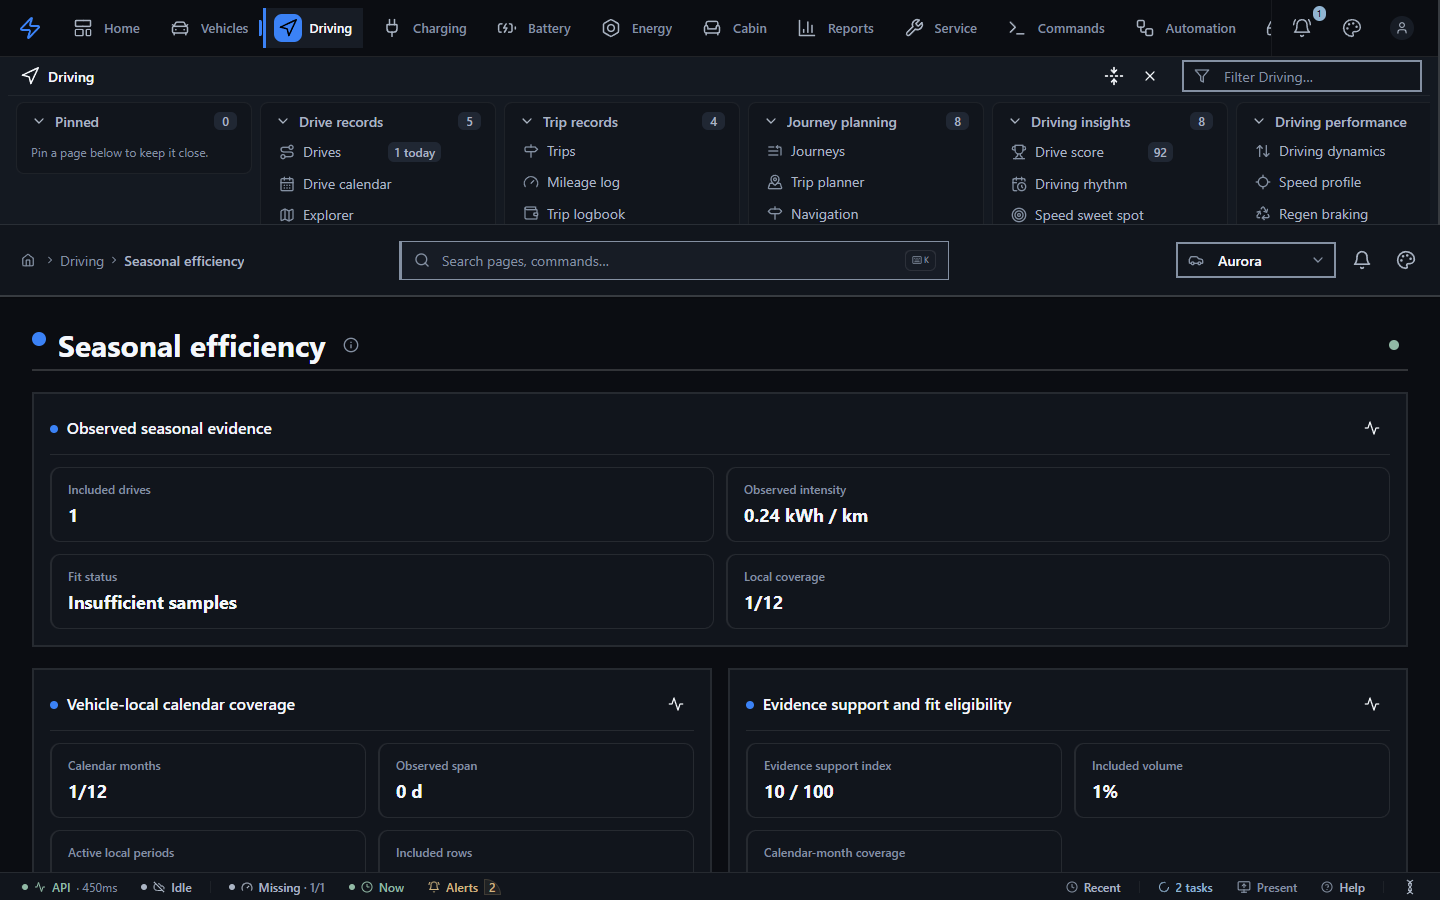 Home Vehicles Driving Charging Battery Energy Cabin Reports Service Commands Automation 1
Driving Filter Driving...
Pinned 0
Pin a page below to keep it close.
Drive records 5
Drives 1 today
Drive calendar
Explorer
Trip records 4
Trips
Mileage log
Trip logbook
Journey planning 8
Journeys
Trip planner
Navigation
Driving insights 8
Drive score 92
Driving rhythm
Speed sweet spot
Driving performance
Driving dynamics
Speed profile
Regen braking
Driving Seasonal efficiency Search pages, commands... K Aurora
Seasonal efficiency
Observed seasonal evidence
Included drives
1
Observed intensity
0.24 kWh / km
Fit status
Insufficient samples
Local coverage
1/12
Vehicle-local calendar coverage
Calendar months
1/12
Observed span
0 d
Active local periods
Included rows
Evidence support and fit eligibility
Evidence support index
10 / 100
Included volume
1%
Calendar-month coverage
API · 450ms Idle Missing · 1/1 Now Alerts 2 Recent 2 tasks Present Help